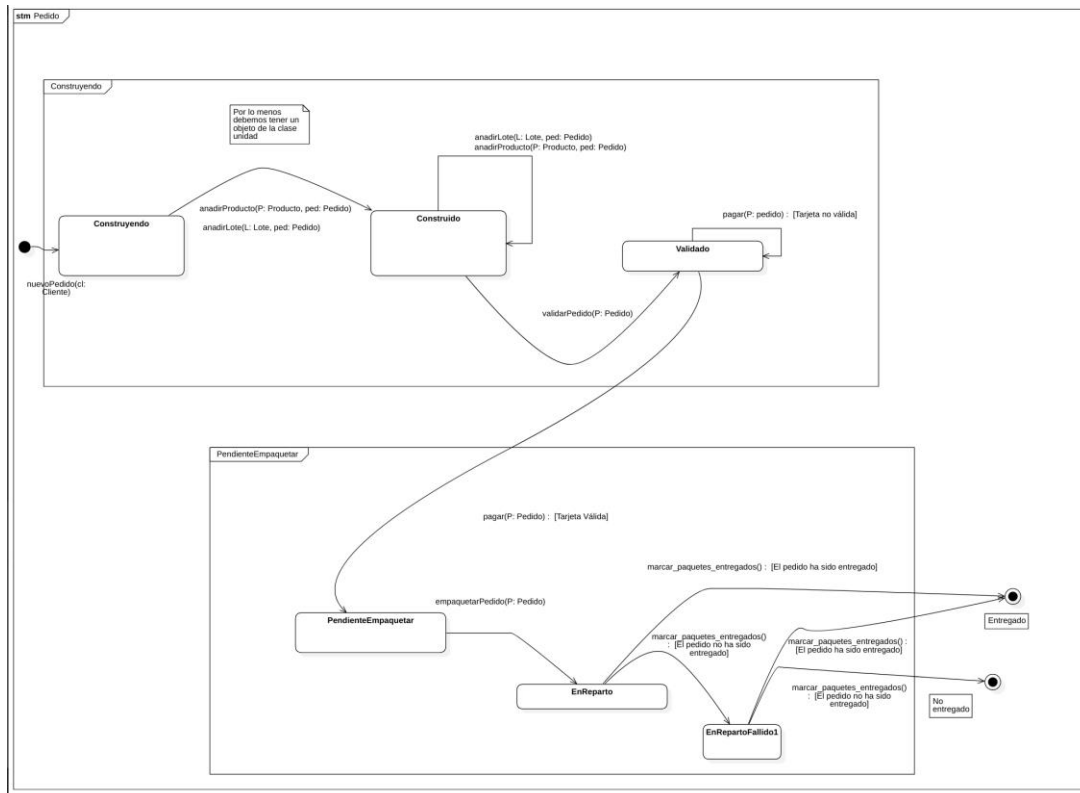 stm Pedido
Construyendo
Por lo menos
debemos tener un
objeto de la clase
unidad
anadirLote(L: Lote, ped: Pedido)
anadirProducto(P: Producto, ped: Pedido)
anadirProducto(P: Producto, ped: Pedido)
anadirLote(L: Lote, ped: Pedido)
Construyendo
Construido
pagar(P: pedido) : [Tarjeta no válida]
Validado
nuevoPedido(cl:
Cliente)
validarPedido(P: Pedido)
PendienteEmpaquetar
pagar(P: Pedido) : [Tarjeta Válida]
marcar_paquetes_entregados() : [El pedido ha sido entregado]
empaquetarPedido(P: Pedido)
PendienteEmpaquetar
Entregado
marcar_paquetes_entregados()
: [El pedido no ha sido
entregado]
marcar_paquetes_entregados() :
[El pedido ha sido entregado]
EnReparto
marcar_paquetes_entregados()
: [El pedido no ha sido
entregado]
No
entregado
EnRepartoFallido1